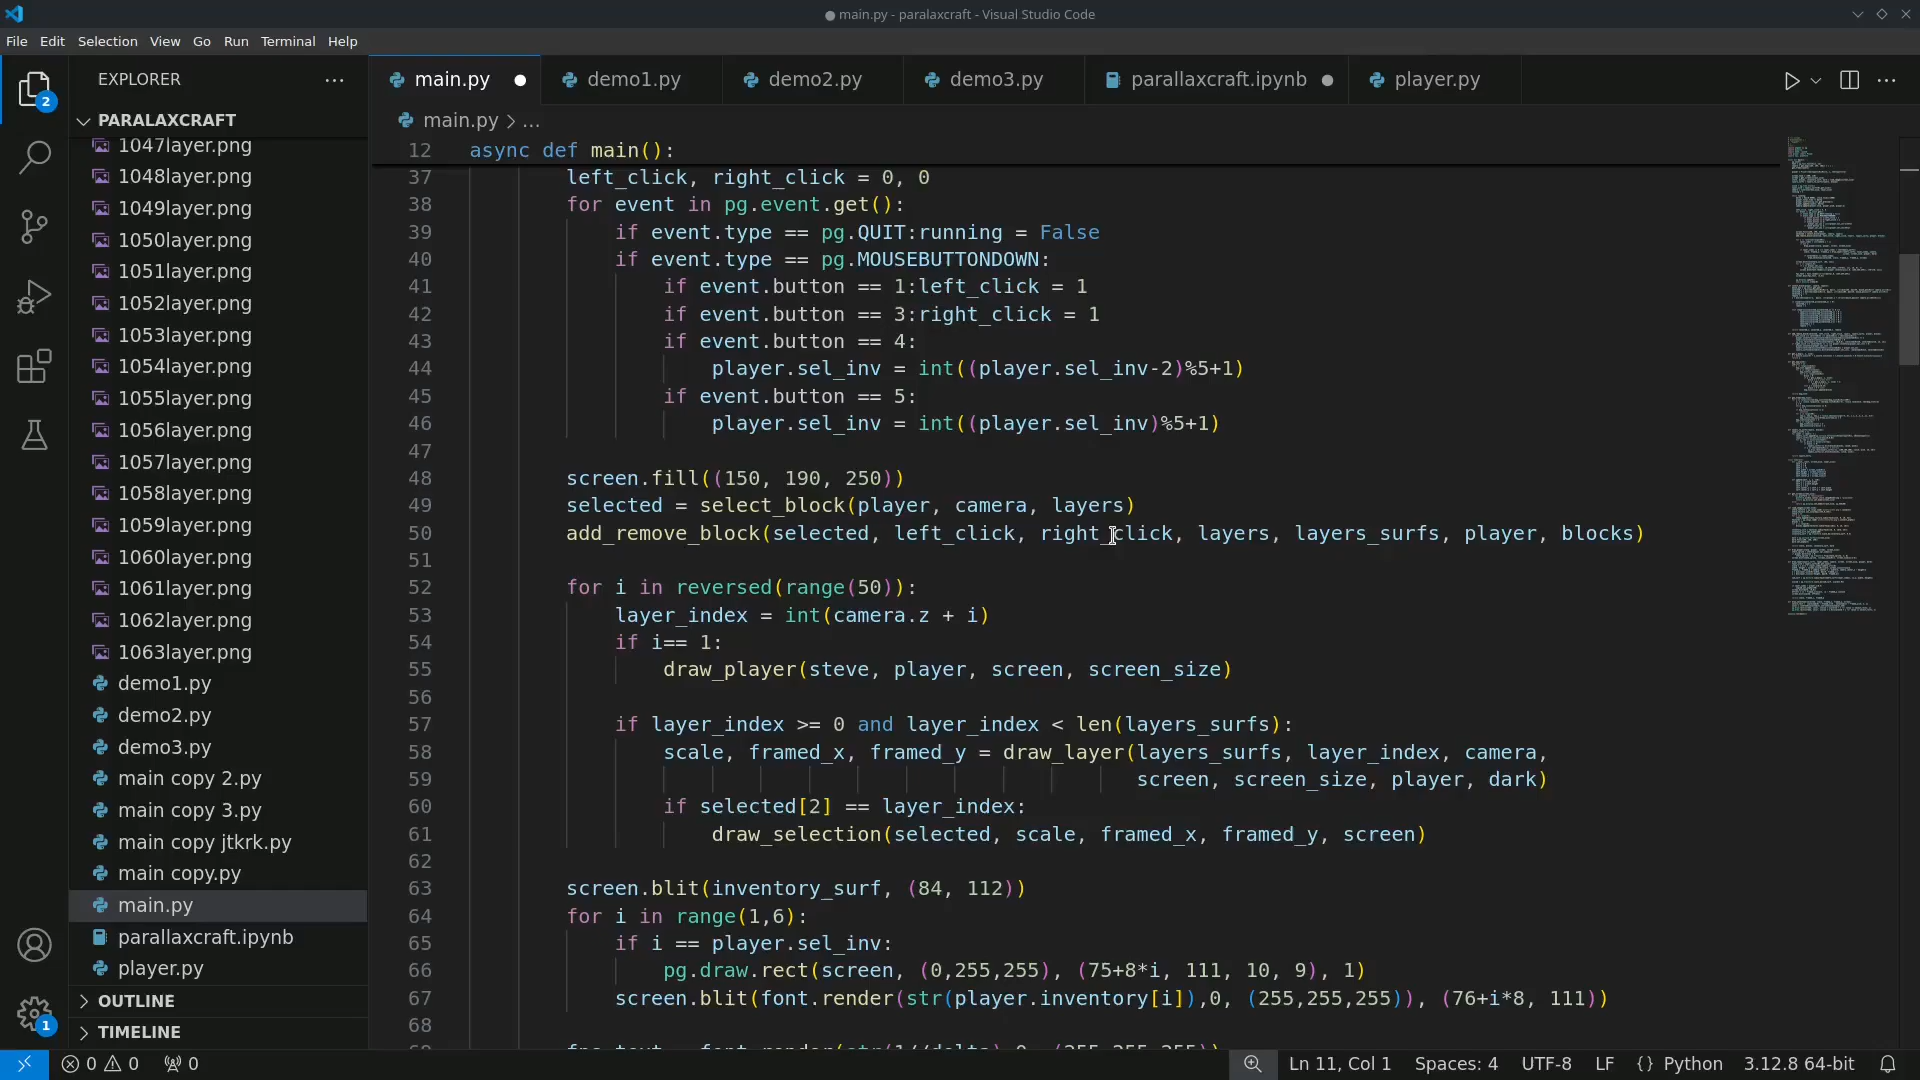 main.py - paralaxcraft - Visual Studio Code
File Edit Selection View Go Run Terminal Help
EXPLORER
main.py demo1.py demo2.py demo3.py parallaxcraft.ipynb player.py
2
PARALAXCRAFT
main.py > ...
1047layer.png
1048layer.png
1049layer.png
1050layer.png
1051layer.png
1052layer.png
1053layer.png
1054layer.png
1055layer.png
1056layer.png
1057layer.png
1058layer.png
1059layer.png
1060layer.png
1061layer.png
1062layer.png
1063layer.png
demo1.py
demo2.py
demo3.py
main copy 2.py
main copy 3.py
main copy jtkrk.py
main copy.py
main.py
parallaxcraft.ipynb
player.py
OUTLINE
TIMELINE
1
12 async def main():
37 left_click, right_click = 0, 0
38 for event in pg.event.get():
39 if event.type == pg.QUIT:running = False
40 if event.type == pg.MOUSEBUTTONDOWN:
41 if event.button == 1:left_click = 1
42 if event.button == 3:right_click = 1
43 if event.button == 4:
44 player.sel_inv = int((player.sel_inv-2)%5+1)
45 if event.button == 5:
46 player.sel_inv = int((player.sel_inv)%5+1)
47
48 screen.fill((150, 190, 250))
49 selected = select_block(player, camera, layers)
50 add_remove_block(selected, left_click, right_click, layers, layers_surfs, player, blocks)
51
52 for i in reversed(range(50)):
53 layer_index = int(camera.z + i)
54 if i== 1:
55 draw_player(steve, player, screen, screen_size)
56
57 if layer_index >= 0 and layer_index < len(layers_surfs):
58 scale, framed_x, framed_y = draw_layer(layers_surfs, layer_index, camera,
59 screen, screen_size, player, dark)
60 if selected[2] == layer_index:
61 draw_selection(selected, scale, framed_x, framed_y, screen)
62
63 screen.blit(inventory_surf, (84, 112))
64 for i in range(1,6):
65 if i == player.sel_inv:
66 pg.draw.rect(screen, (0,255,255), (75+8*i, 111, 10, 9), 1)
67 screen.blit(font.render(str(player.inventory[i]),0, (255,255,255)), (76+i*8, 111))
68
0 0 0 Ln 11, Col 1 Spaces: 4 UTF-8 LF {} Python 3.12.8 64-bit